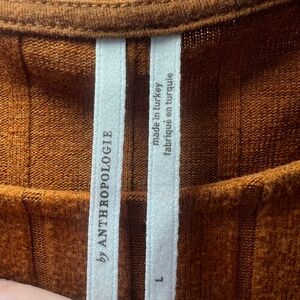 by ANTHROPOLOGIE
made in turkey
fabriqué en turquie
L